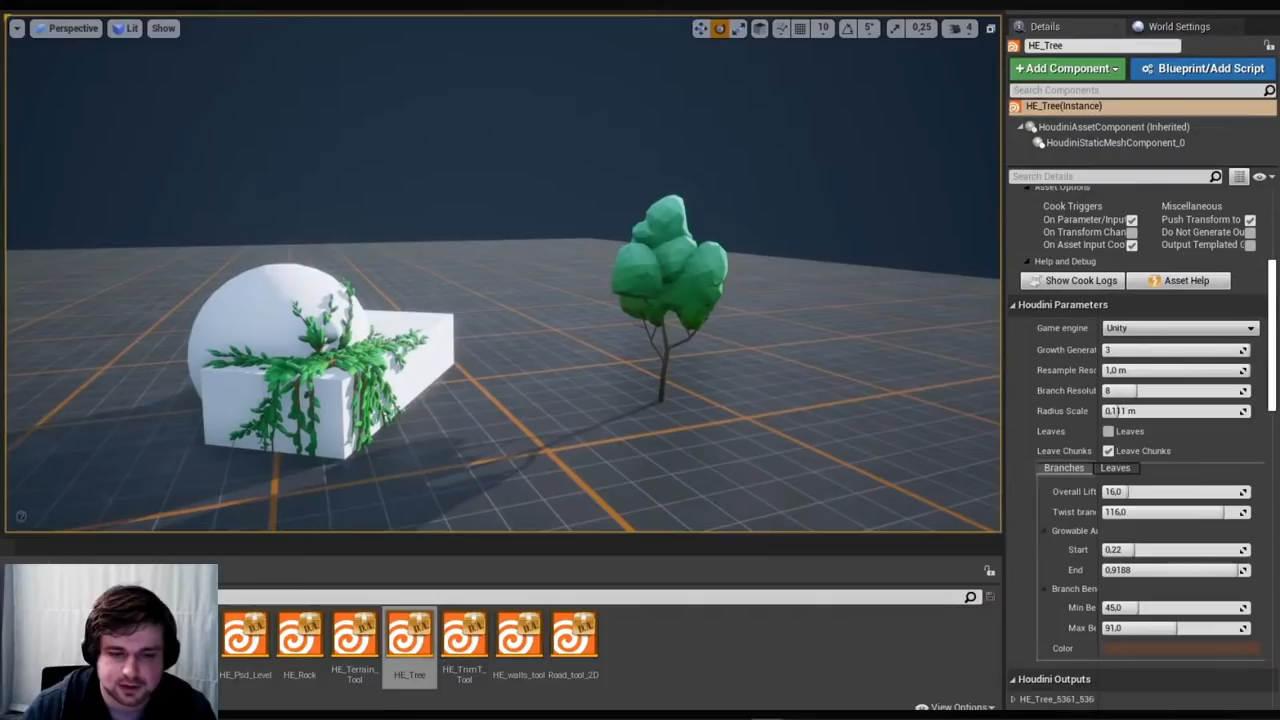 Perspective Lit Show
10 5° 0,25 4
Details World Settings
HE_Tree
+Add Component Blueprint/Add Script
Search Components
HE_Tree(Instance)
HoudiniAssetComponent (Inherited)
HoudiniStaticMeshComponent_0
Search Details
Asset Options
Cook Triggers Miscellaneous
On Parameter/Input Push Transform to
On Transform Chan Do Not Generate Ou
On Asset Input Coo Output Templated
Help and Debug
Show Cook Logs Asset Help
Houdini Parameters
Game engine Unity
Growth General 3
Resample Reso 1,0 m
Branch Resolut 8
Radius Scale 0,111 m
Leaves Leaves
Leave Chunks Leave Chunks
Branches Leaves
Overall Lift 16,0
Twist bran 116,0
Growable A
Start 0,22
End 0,9188
Branch Ben
Min Be 45,0
Max Be 91,0
Color
Houdini Outputs
HE_Tree_5361_536
HE_Psd_Level
HE_Rock
HE_Terrain_
Tool
HE_Tree
HE_TrimT_
Tool
HE_walls_tool
Road_tool_2D
View Options